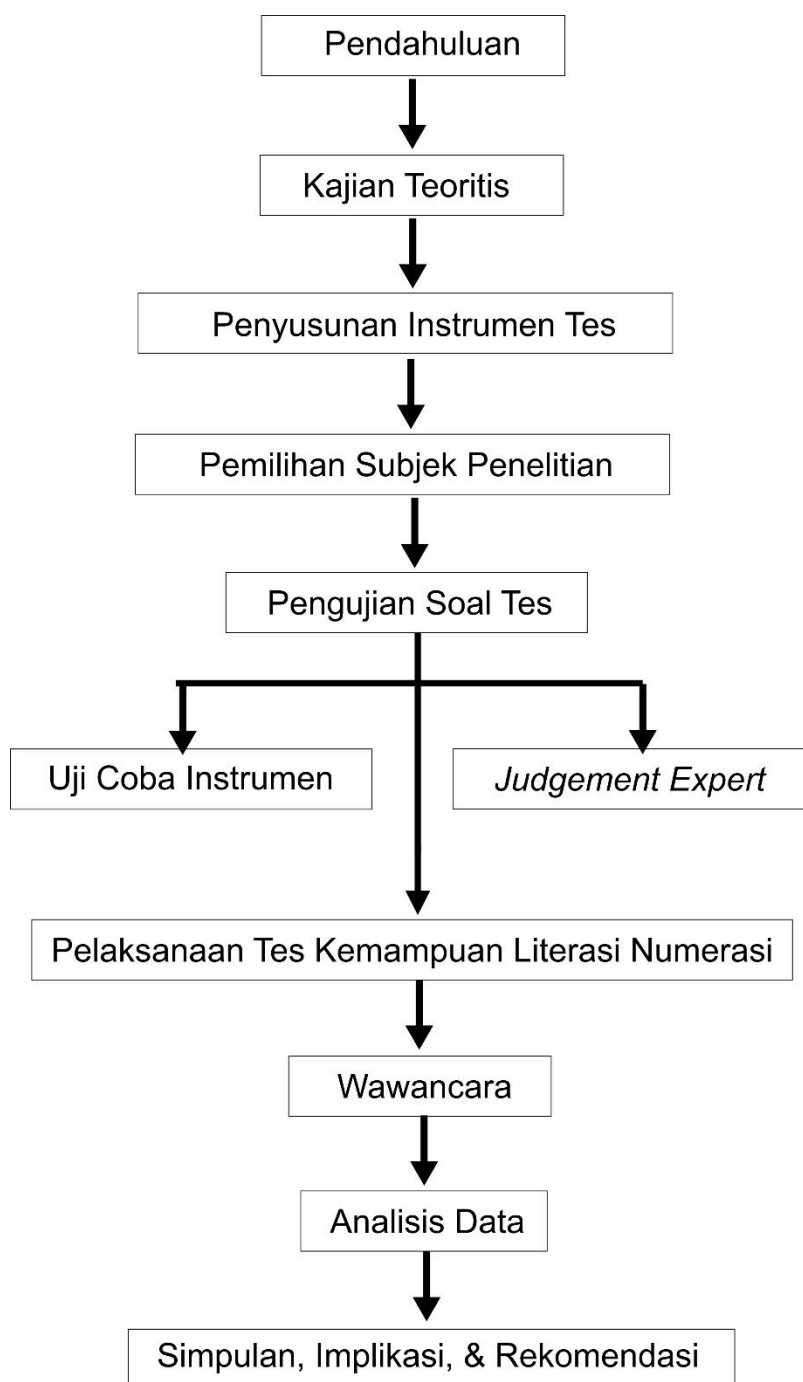 Pendahuluan
Kajian Teoritis
Penyusunan Instrumen Tes
Pemilihan Subjek Penelitian
Pengujian Soal Tes
Uji Coba Instrumen
Judgement Expert
Pelaksanaan Tes Kemampuan Literasi Numerasi
Wawancara
Analisis Data
Simpulan, Implikasi, & Rekomendasi